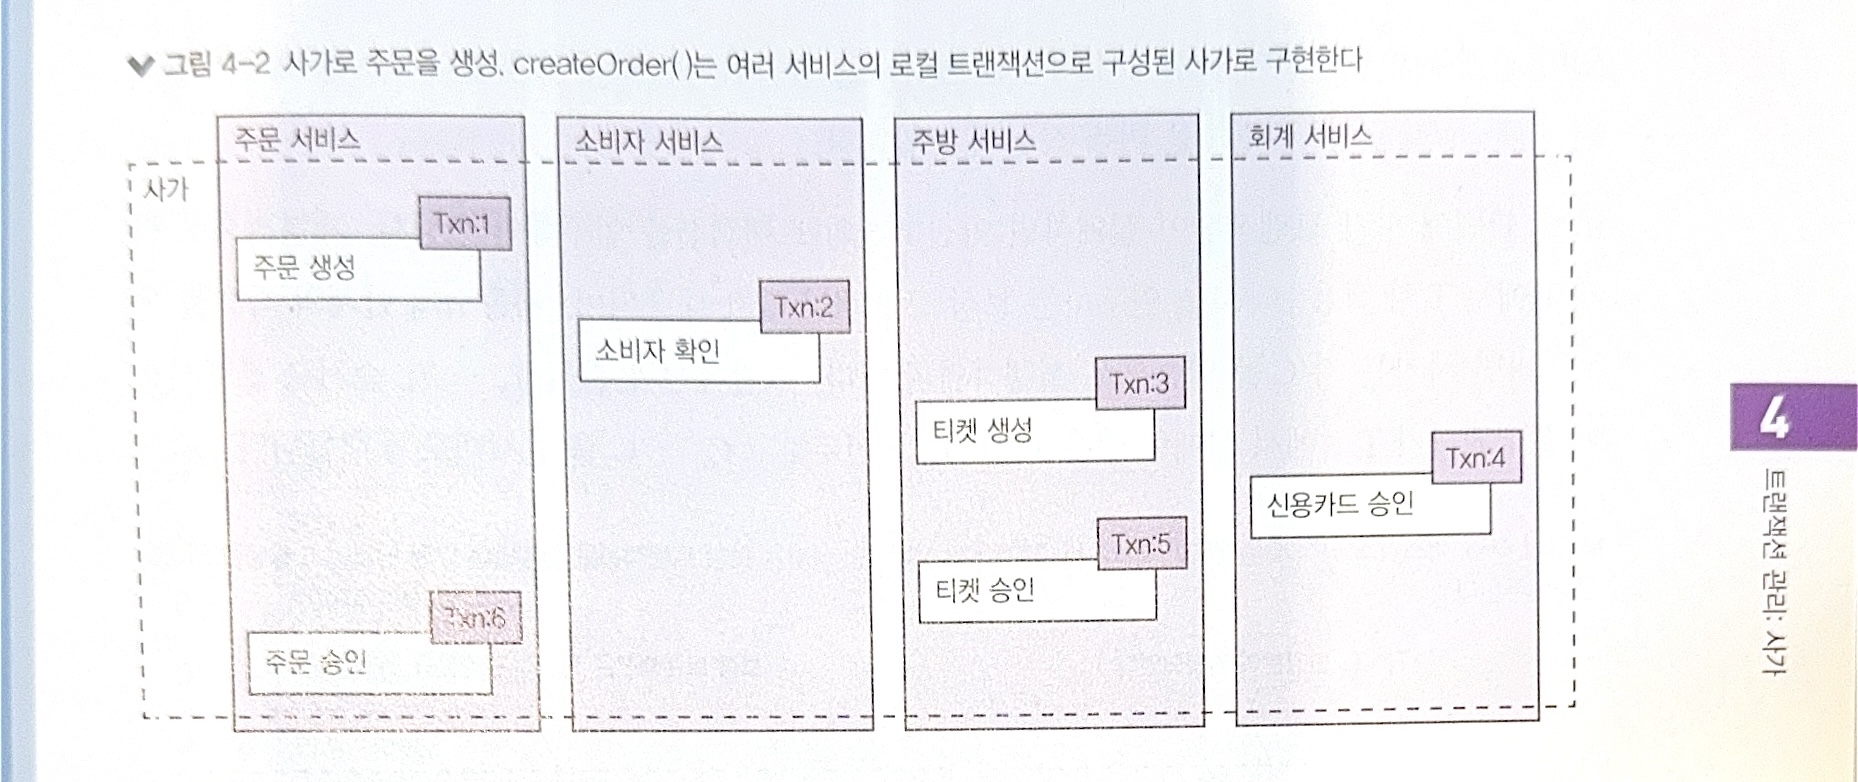 그림 4-2 사가로 주문을 생성. createOrder( )는 여러 서비스의 로컬 트랜잭션으로 구성된 사가로 구현한다
주문 서비스
소비자 서비스
주방 서비스
회계 서비스
사가
Txn:1
주문 생성
Txn:2
소비자 확인
Txn:3
티켓 생성
Txn:4
신용카드 승인
Txn:5
티켓 승인
Txn:6
주문 승인
4
트랜잭션 관리: 사가